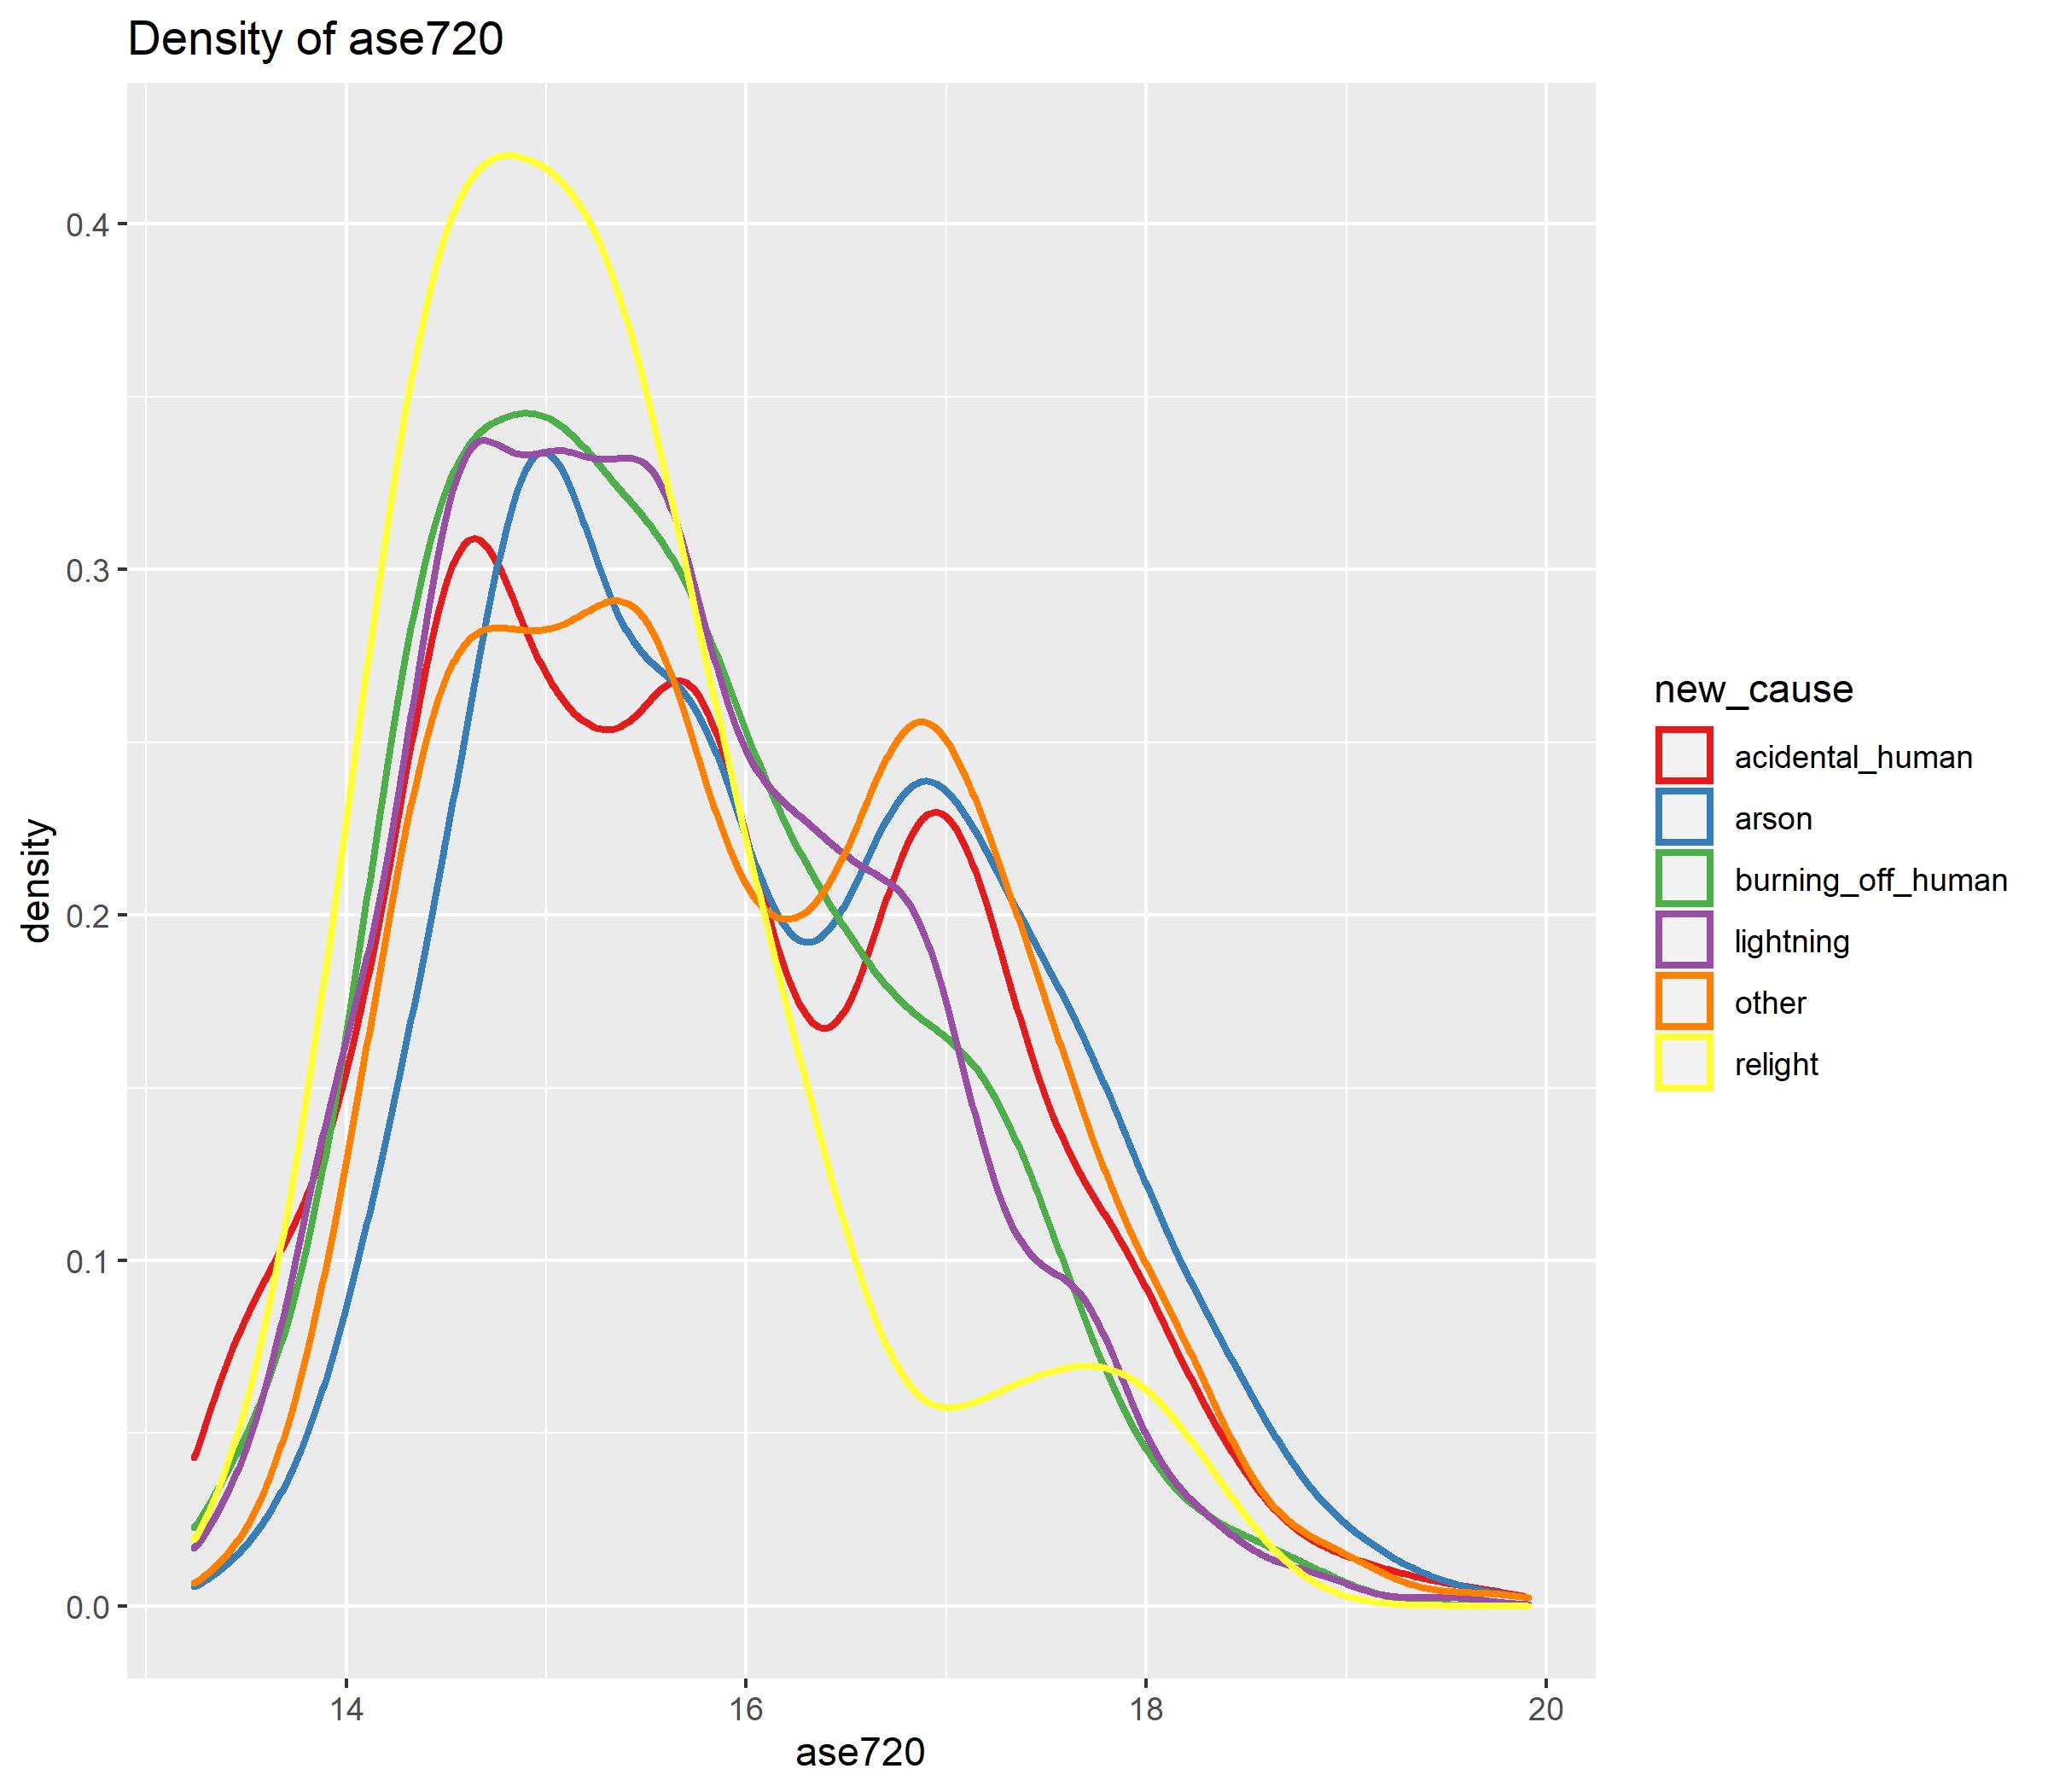 Density of ase720
0.4
0.3
0.2
0.1
0.0
density
14
16
18
20
ase720
new_cause
acidental_human
arson
burning_off_human
lightning
other
relight